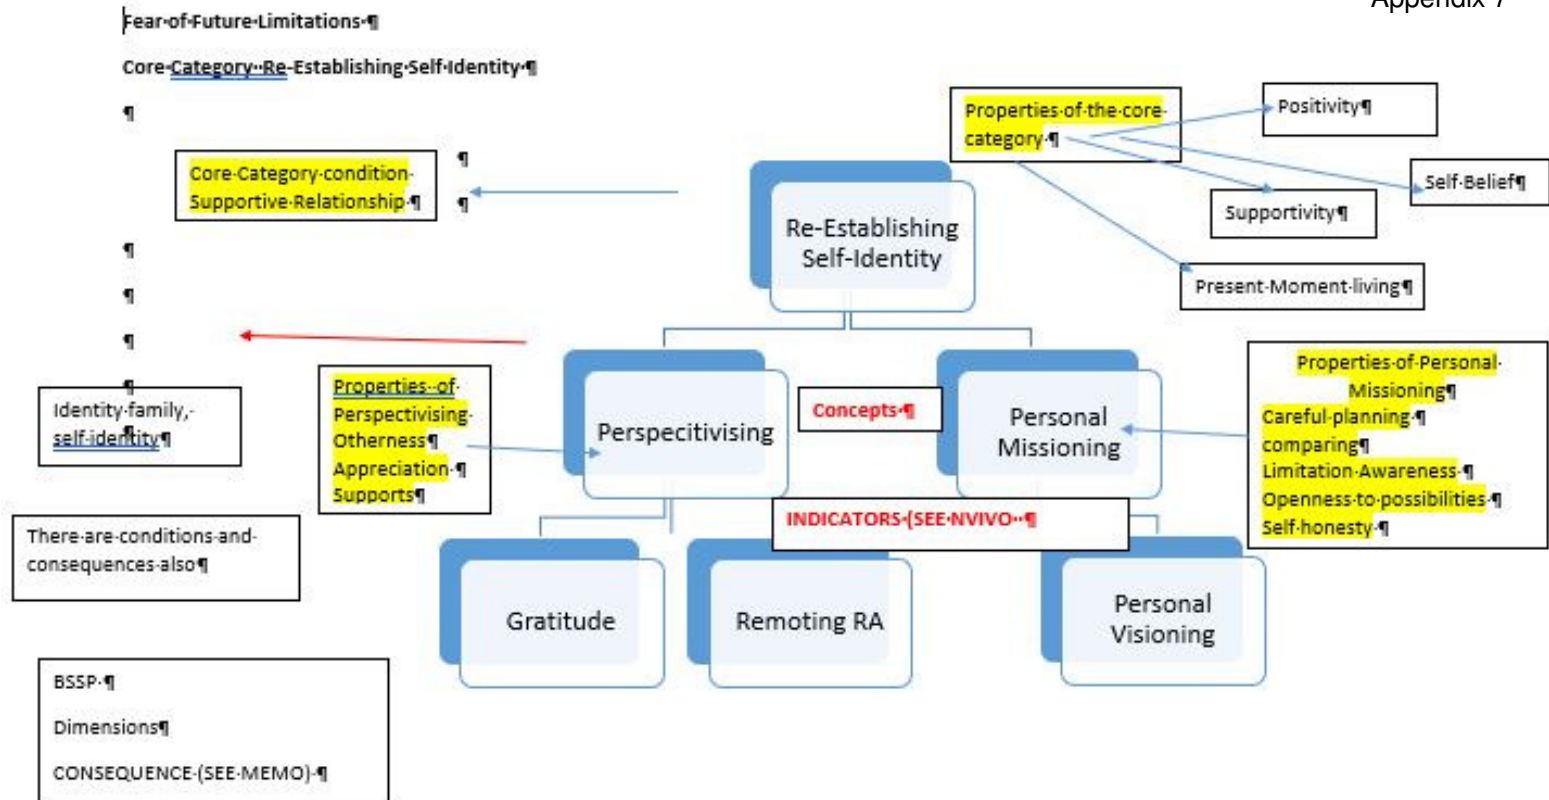 Appendix 7
Fear of Future Limitations ¶
Core Category  Re-Establishing Self Identity ¶
¶
Core Category condition
Supportive Relationship ¶
¶
¶
¶
¶
¶
¶
Identity family,
self-identity¶
¶
There are conditions and
consequences also¶
BSSP ¶
Dimensions¶
CONSEQUENCE (SEE MEMO) ¶
Properties of the core
category ¶
Positivity¶
Self Belief¶
Supportivity¶
Present Moment living¶
Re-Establishing
Self-Identity
Properties  of
Perspectivising
Otherness¶
Appreciation ¶
Supports¶
Perspecitivising
Concepts ¶
Personal
Missioning
Properties of Personal
Missioning¶
Careful planning ¶
comparing¶
Limitation Awareness ¶
Openness to possibilities ¶
Self honesty ¶
INDICATORS (SEE NVIVO  ¶
Gratitude
Remoting RA
Personal
Visioning